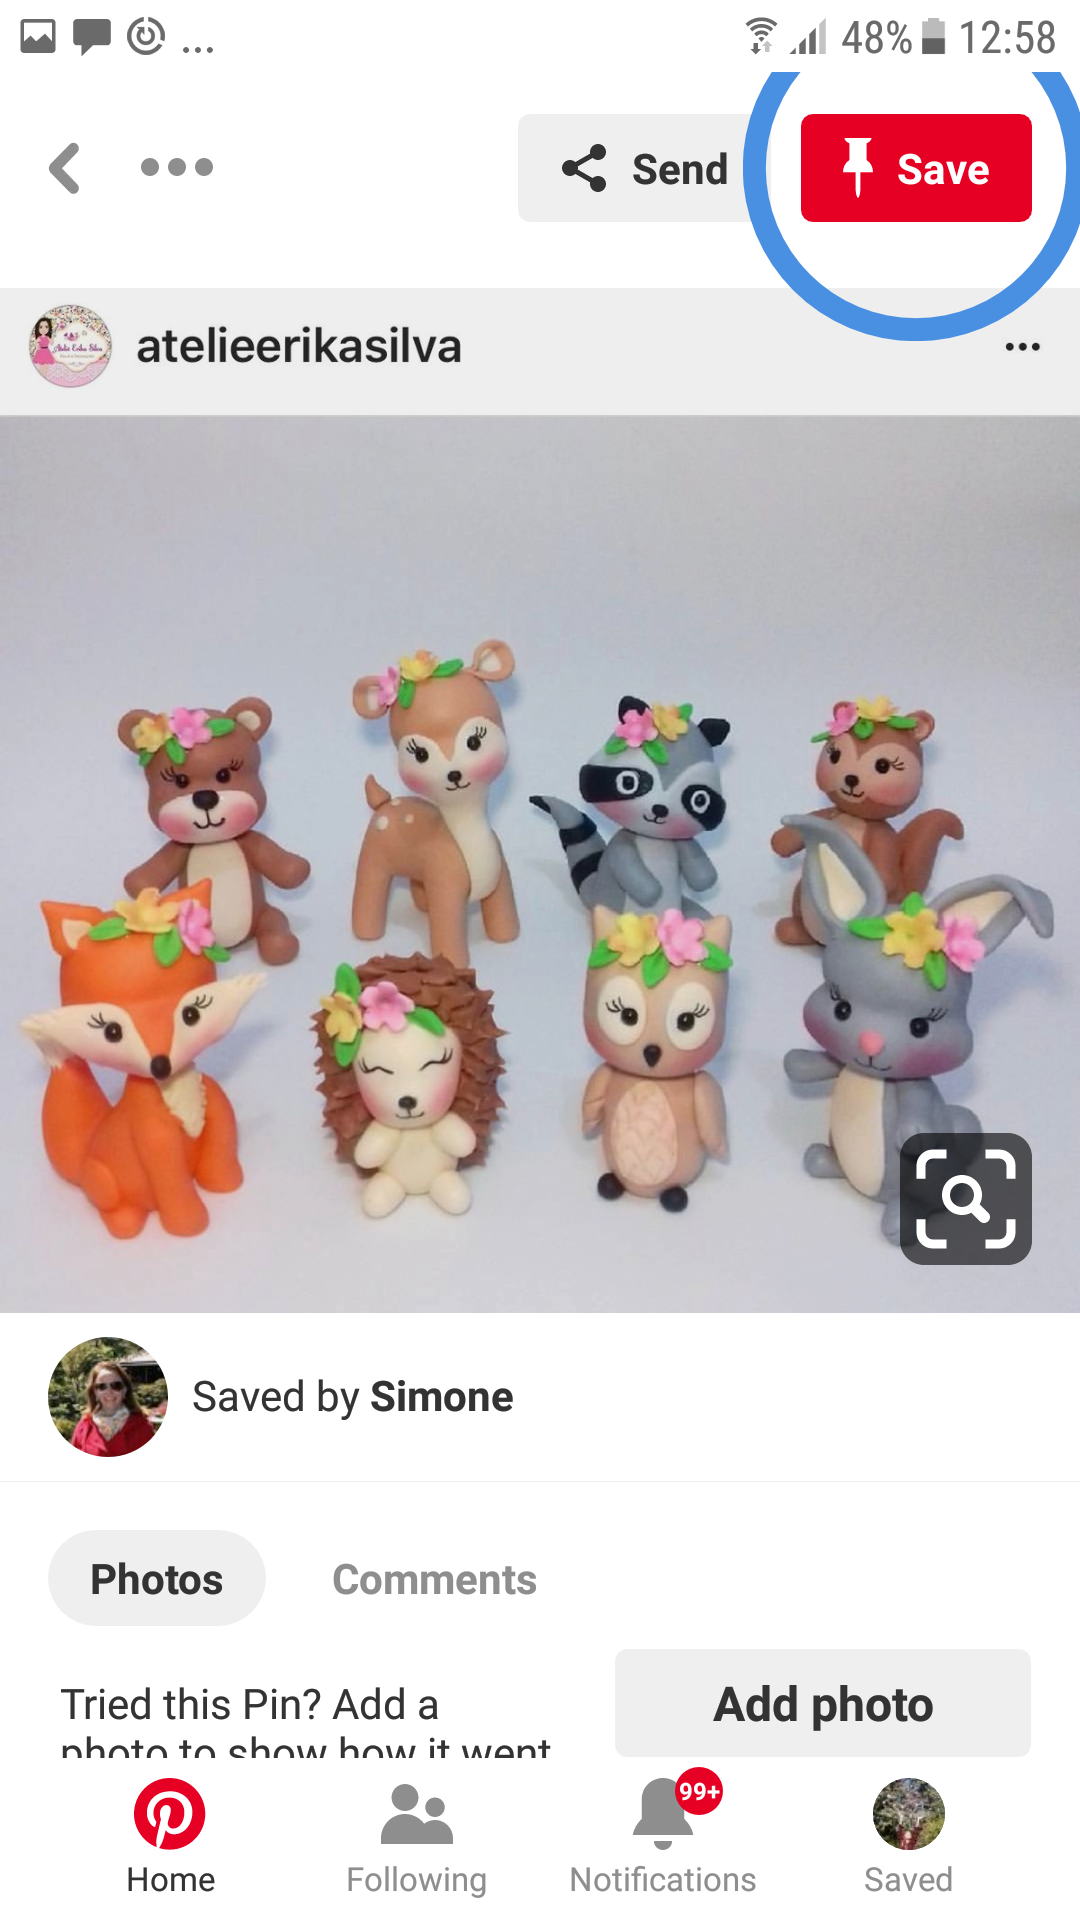 ... 48% 12:58
Send Save
atelieerikasilva
Saved by Simone
Photos Comments
Tried this Pin? Add a
photo to show how it went
Add photo
99+
Home Following Notifications Saved